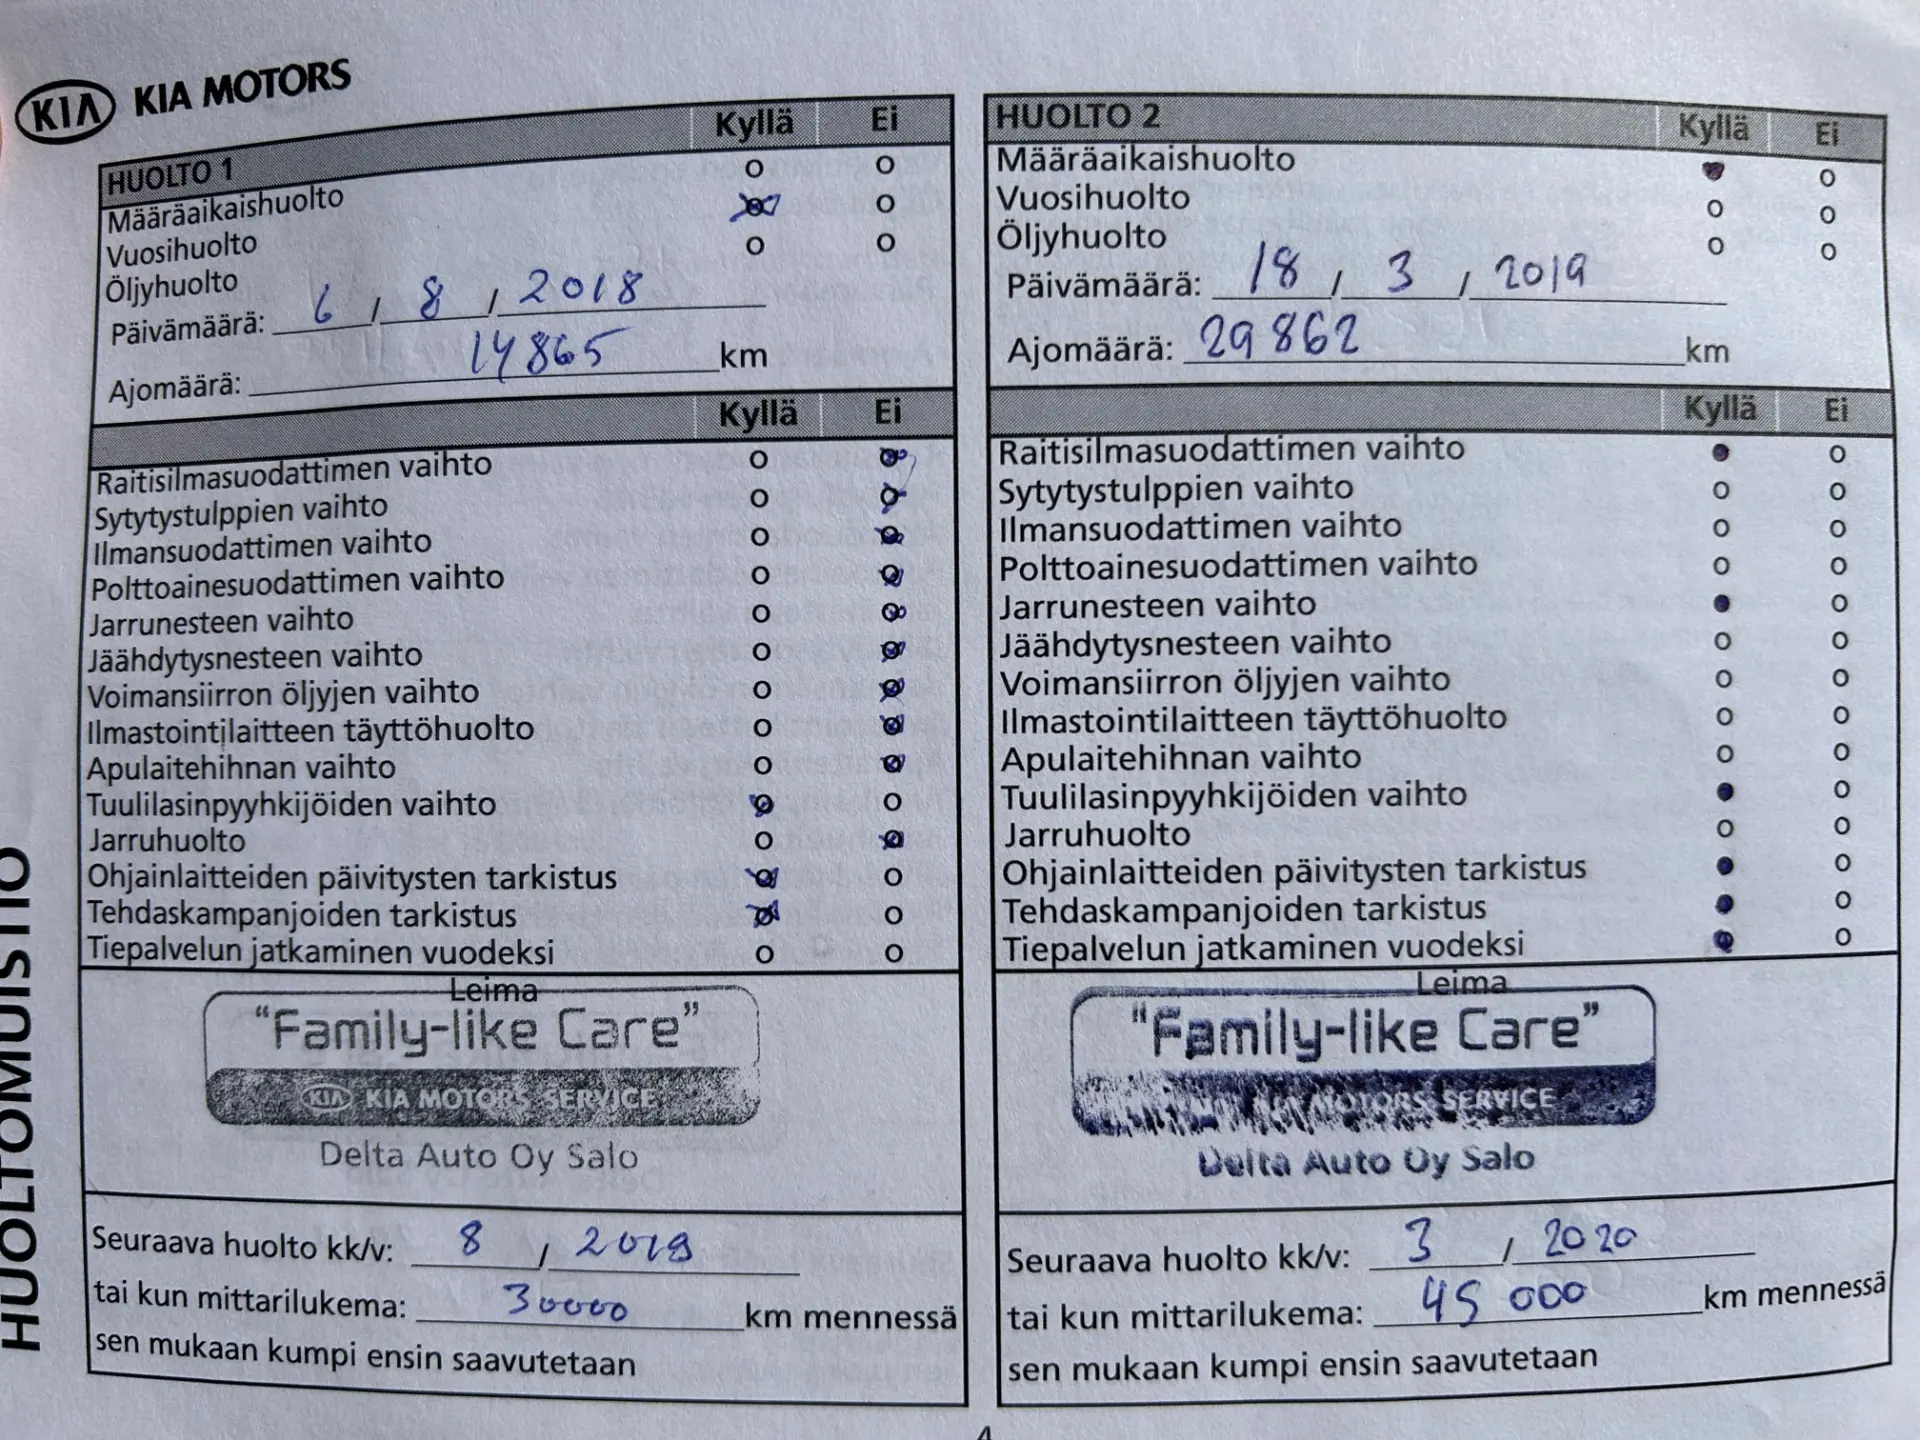 KIA KIA MOTORS
HUOLTOMUISTIO
HUOLTO 1 Kyllä Ei
Määräaikaishuolto o o
Vuosihuolto o o
Öljyhuolto o o
Päivämäärä: 6 / 8 / 2018
Ajomäärä: 14865 km
Kyllä Ei
Raitisilmasuodattimen vaihto o o
Sytytystulppien vaihto o o
Ilmansuodattimen vaihto o o
Polttoainesuodattimen vaihto o o
Jarrunesteen vaihto o o
Jäähdytysnesteen vaihto o o
Voimansiirron öljyjen vaihto o o
Ilmastointilaitteen täyttöhuolto o o
Apulaitehihnan vaihto o o
Tuulilasinpyyhkijöiden vaihto o o
Jarruhuolto o o
Ohjainlaitteiden päivitysten tarkistus o o
Tehdaskampanjoiden tarkistus o o
Tiepalvelun jatkaminen vuodeksi o o
Leima
"Family-like Care"
KIA KIA MOTORS SERVICE
Delta Auto Oy Salo
Seuraava huolto kk/v: 8 / 2019
tai kun mittarilukema: 30000 km mennessä
sen mukaan kumpi ensin saavutetaan
HUOLTO 2 Kyllä Ei
Määräaikaishuolto o o
Vuosihuolto o o
Öljyhuolto o o
Päivämäärä: 18 / 3 / 2019
Ajomäärä: 29862 km
Kyllä Ei
Raitisilmasuodattimen vaihto o o
Sytytystulppien vaihto o o
Ilmansuodattimen vaihto o o
Polttoainesuodattimen vaihto o o
Jarrunesteen vaihto o o
Jäähdytysnesteen vaihto o o
Voimansiirron öljyjen vaihto o o
Ilmastointilaitteen täyttöhuolto o o
Apulaitehihnan vaihto o o
Tuulilasinpyyhkijöiden vaihto o o
Jarruhuolto o o
Ohjainlaitteiden päivitysten tarkistus o o
Tehdaskampanjoiden tarkistus o o
Tiepalvelun jatkaminen vuodeksi o o
Leima
"Family-like Care"
MOTORS SERVICE
Delta Auto Oy Salo
Seuraava huolto kk/v: 3 / 2020
tai kun mittarilukema: 45 000 km mennessä
sen mukaan kumpi ensin saavutetaan
4